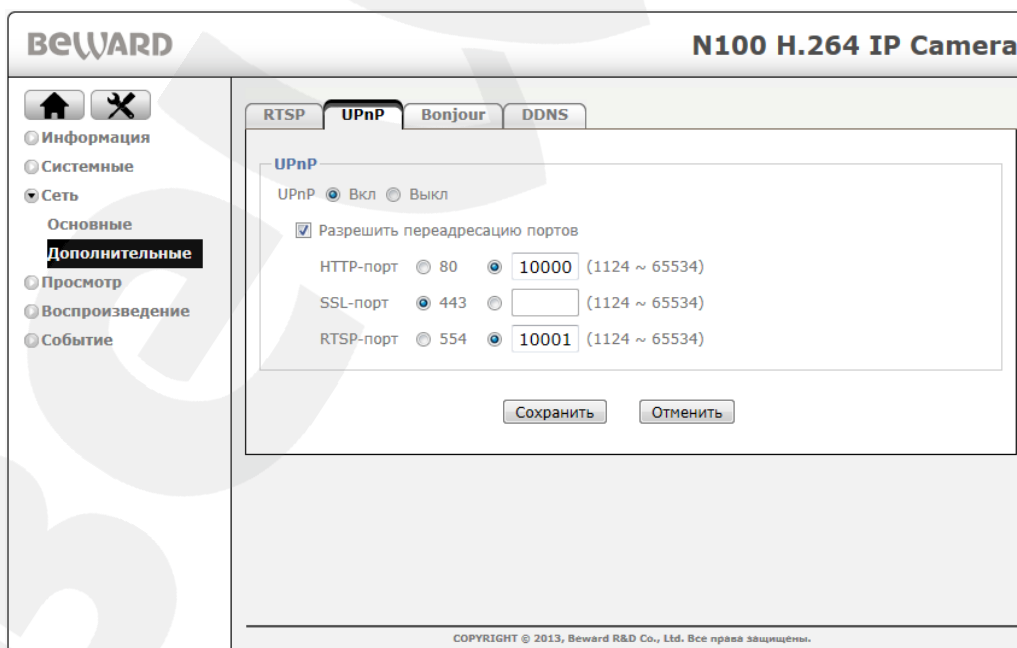 BEWARD
N100 H.264 IP Camera
Информация
Системные
Сеть
Основные
Дополнительные
Просмотр
Воспроизведение
Событие
RTSP UPnP Bonjour DDNS
UPnP
UPnP Вкл Выкл
Разрешить переадресацию портов
HTTP-порт 80 10000 (1124 ~ 65534)
SSL-порт 443 (1124 ~ 65534)
RTSP-порт 554 10001 (1124 ~ 65534)
Сохранить Отменить
COPYRIGHT © 2013, Beward R&D Co., Ltd. Все права защищены.